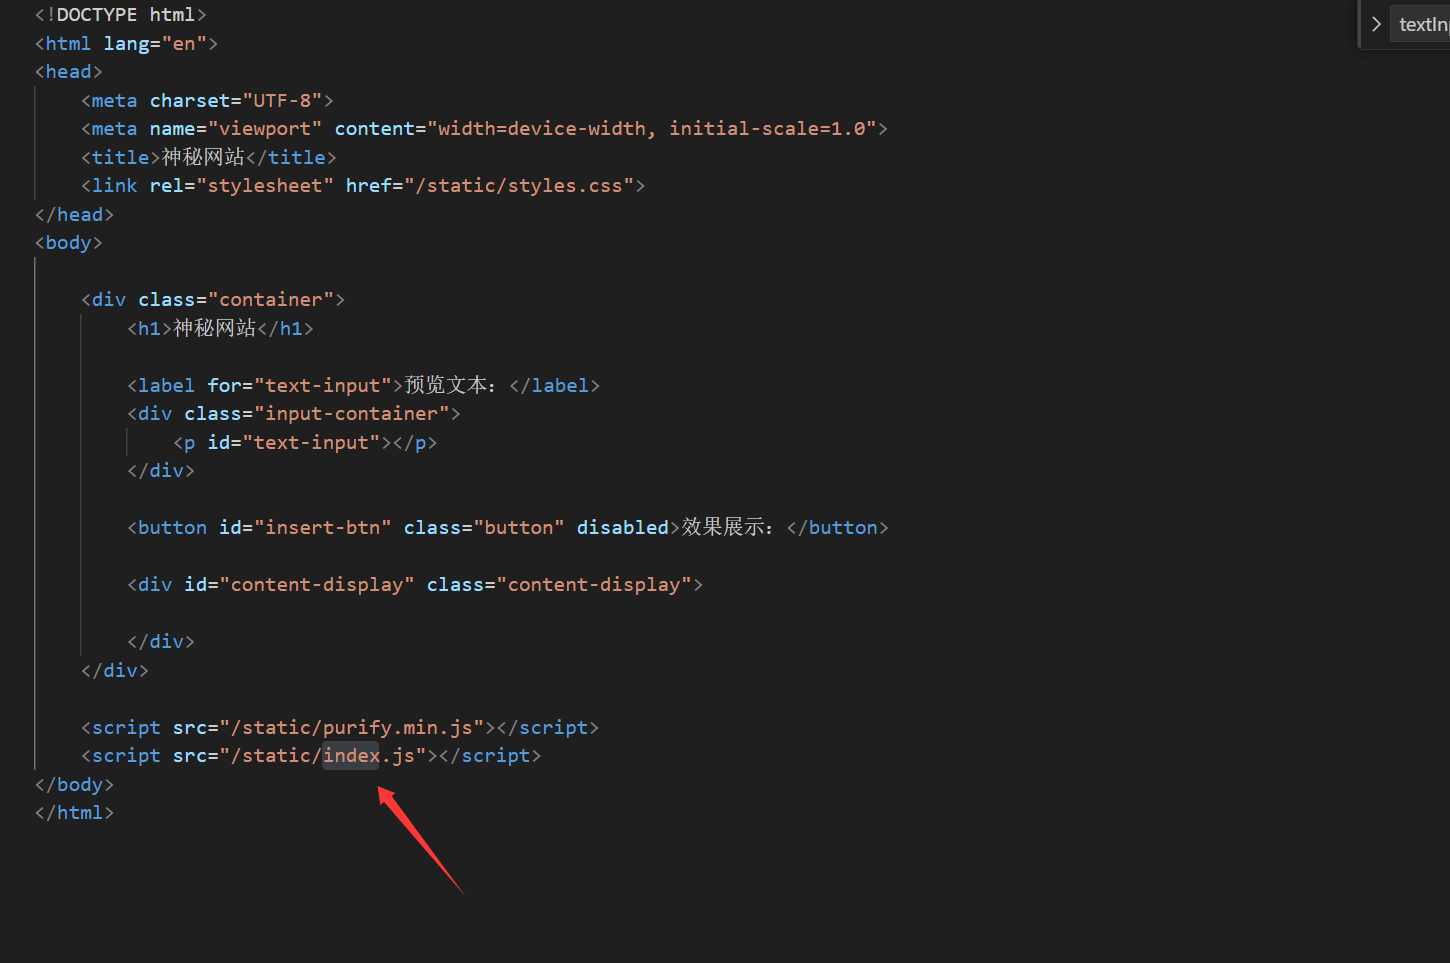 <!DOCTYPE html>
<html lang="en">
<head>
    <meta charset="UTF-8">
    <meta name="viewport" content="width=device-width, initial-scale=1.0">
    <title>神秘网站</title>
    <link rel="stylesheet" href="/static/styles.css">
</head>
<body>
    <div class="container">
        <h1>神秘网站</h1>
        <label for="text-input">预览文本：</label>
        <div class="input-container">
            <p id="text-input"></p>
        </div>
        <button id="insert-btn" class="button" disabled>效果展示：</button>
        <div id="content-display" class="content-display">
        </div>
    </div>
    <script src="/static/purify.min.js"></script>
    <script src="/static/index.js"></script>
</body>
</html>